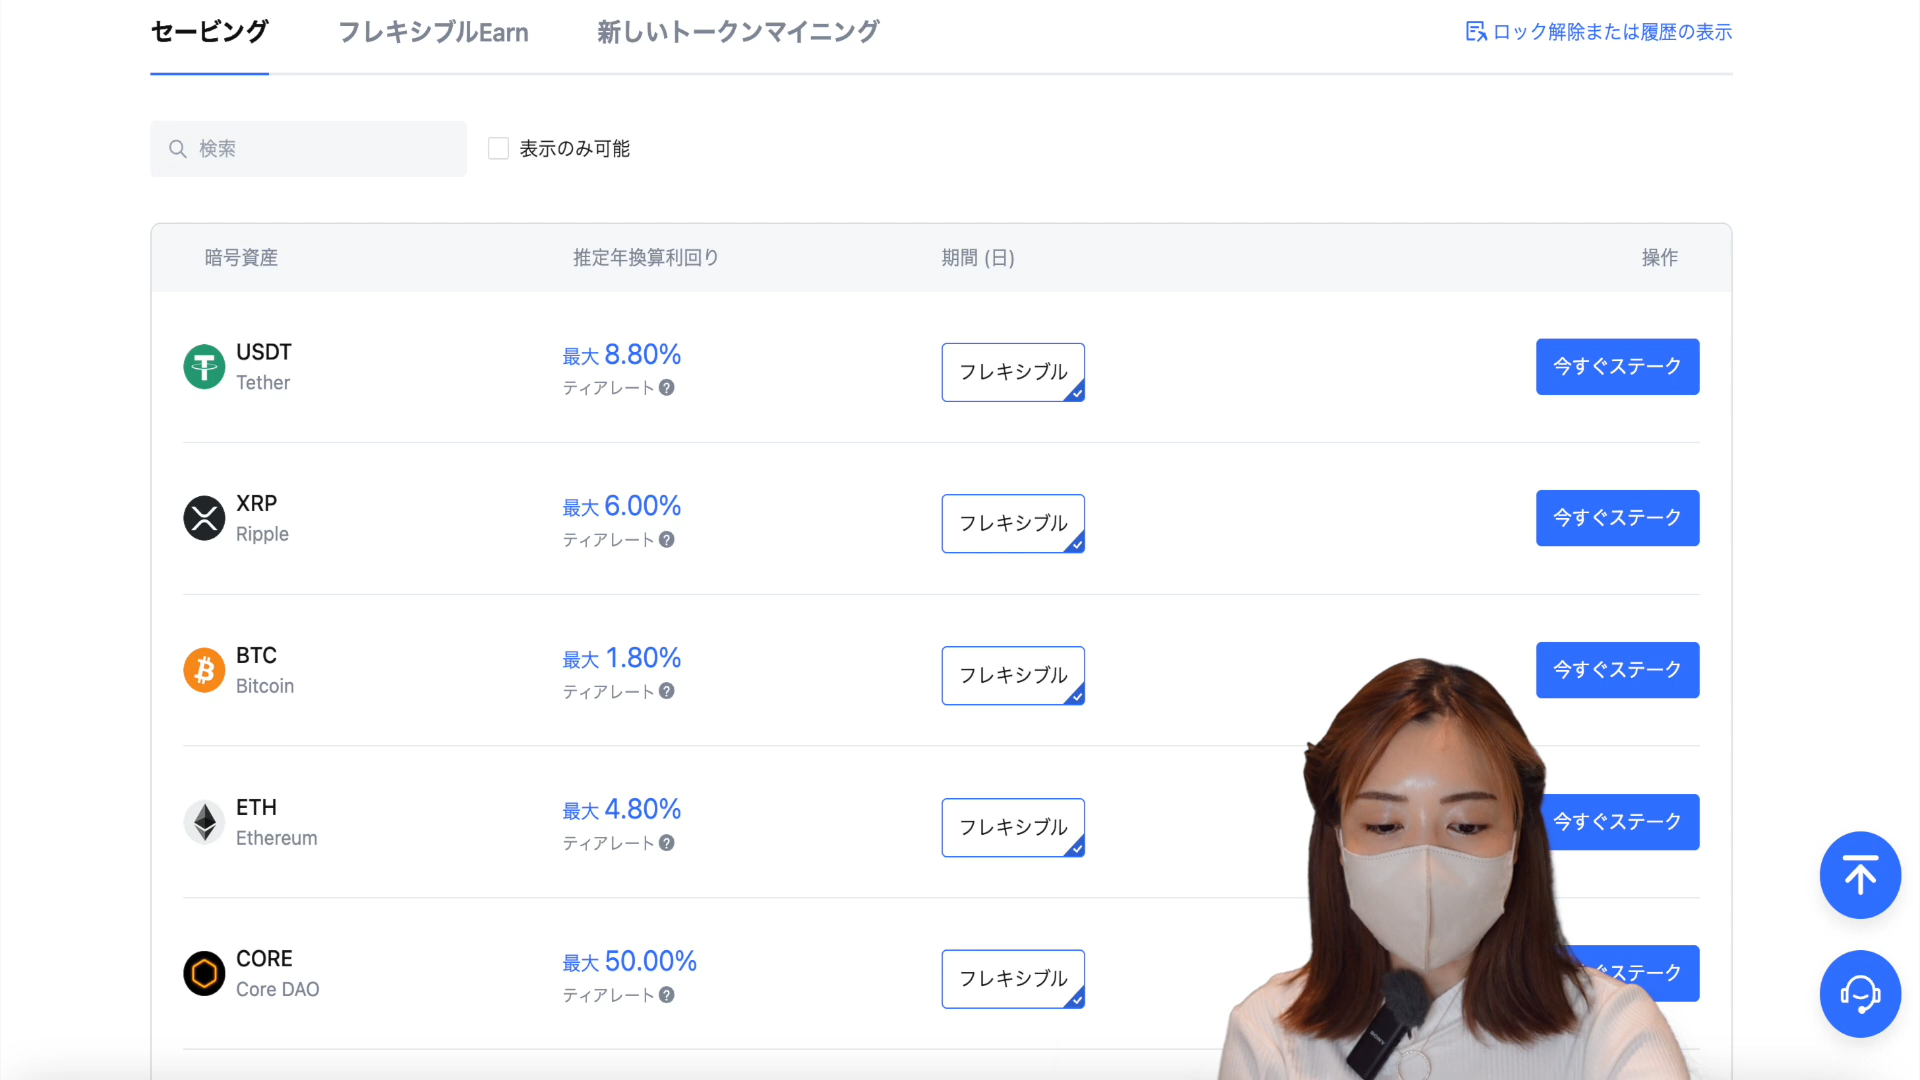 セービング フレキシブルEarn 新しいトークンマイニング ロック解除または履歴の表示
検索 表示のみ可能
暗号資産 推定年換算利回り 期間 (日) 操作
USDT 最大 8.80% フレキシブル 今すぐステーク
Tether ティアレート
XRP 最大 6.00% フレキシブル 今すぐステーク
Ripple ティアレート
BTC 最大 1.80% フレキシブル 今すぐステーク
Bitcoin ティアレート
ETH 最大 4.80% フレキシブル 今すぐステーク
Ethereum ティアレート
CORE 最大 50.00% フレキシブル ぐステーク
Core DAO ティアレート
SONY